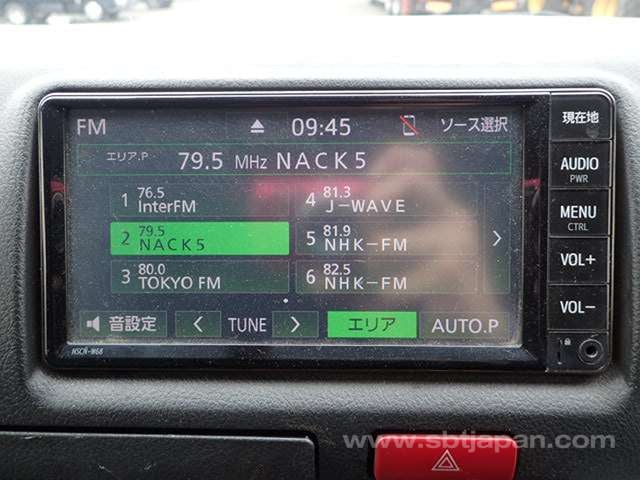 FM 09:45 ソース選択
エリア.P 79.5 MHz NACK5
1 76.5 InterFM
2 79.5 NACK5
3 80.0 TOKYO FM
4 81.3 J-WAVE
5 81.9 NHK-FM
6 82.5 NHK-FM
音設定 < TUNE > エリア AUTO.P
NSCN-W68
現在地
AUDIO
PWR
MENU
CTRL
VOL+
VOL-
www.sbtjapan.com